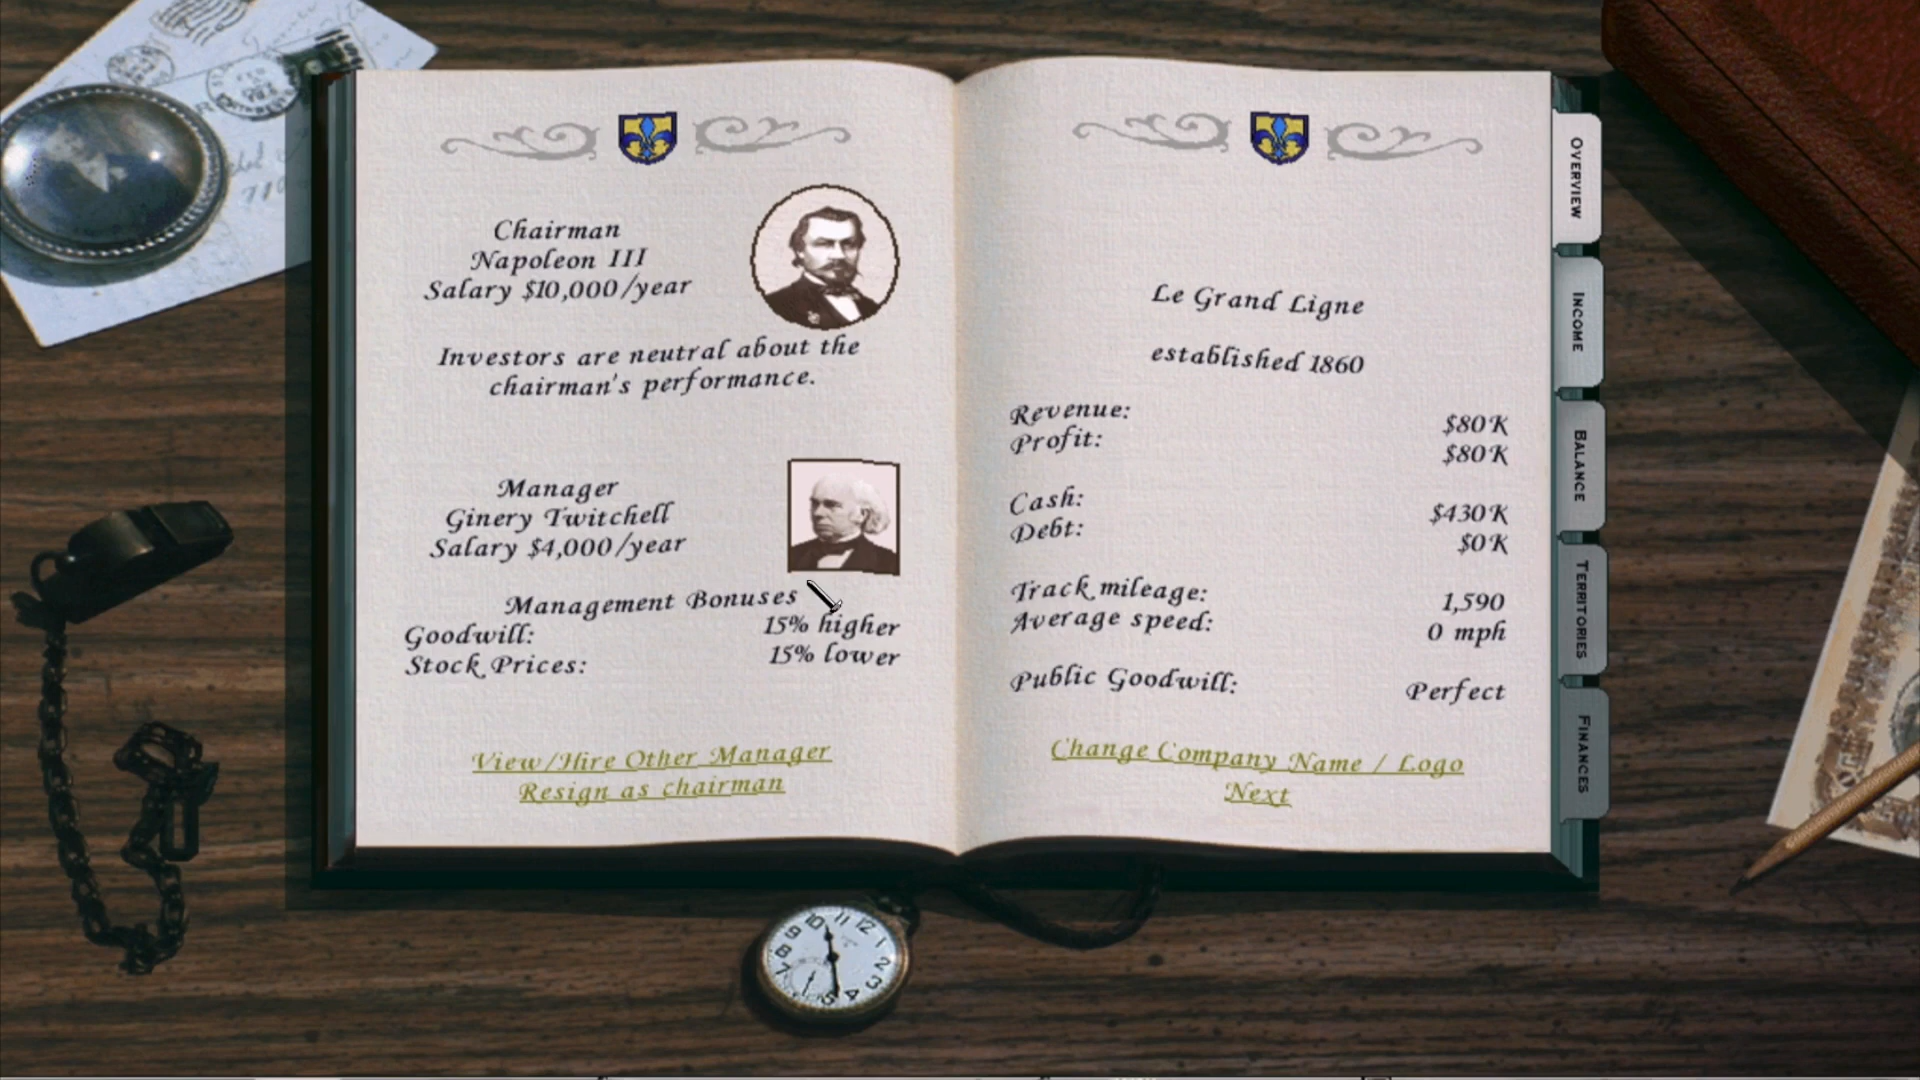 Chairman
Napoleon III
Salary $10,000/year
Investors are neutral about the
chairman's performance.
Manager
Ginery Twitchell
Salary $4,000/year
Management Bonuses
Goodwill: 15% higher
Stock Prices: 15% lower
View/Hire Other Manager
Resign as chairman
Le Grand Ligne
established 1860
Revenue: $80K
Profit: $80K
Cash: $430K
Debt: $0K
Track mileage: 1,590
Average speed: 0 mph
Public Goodwill: Perfect
Change Company Name / Logo
Next
OVERVIEW
INCOME
BALANCE
TERRITORIES
FINANCES